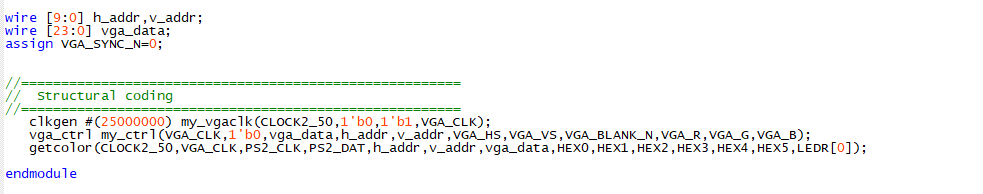 wire [9:0] h_addr,v_addr;
wire [23:0] vga_data;
assign VGA_SYNC_N=0;
//=======================================================
//  Structural coding
//=======================================================
clkgen #(25000000) my_vgaclk(CLOCK2_50,1'b0,1'b1,VGA_CLK);
vga_ctrl my_ctrl(VGA_CLK,1'b0,vga_data,h_addr,v_addr,VGA_HS,VGA_VS,VGA_BLANK_N,VGA_R,VGA_G,VGA_B);
getcolor(CLOCK2_50,VGA_CLK,PS2_CLK,PS2_DAT,h_addr,v_addr,vga_data,HEX0,HEX1,HEX2,HEX3,HEX4,HEX5,LEDR[0]);
endmodule